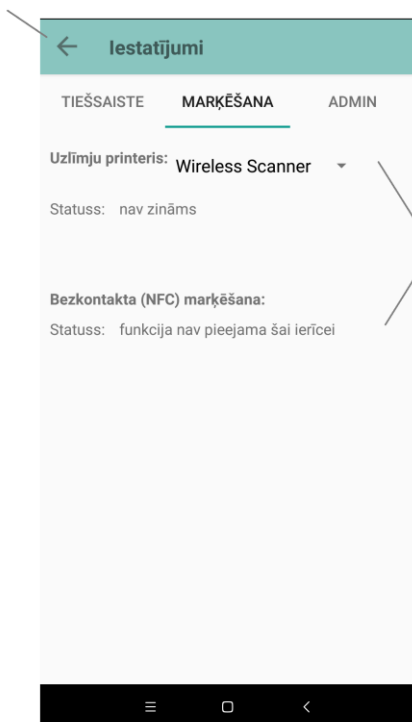 Iestatījumi
TIEŠSAISTE MARĶĒŠANA ADMIN
Uzlīmju printeris: Wireless Scanner
Statuss: nav zināms
Bezkontakta (NFC) marķēšana:
Statuss: funkcija nav pieejama šai ierīcei